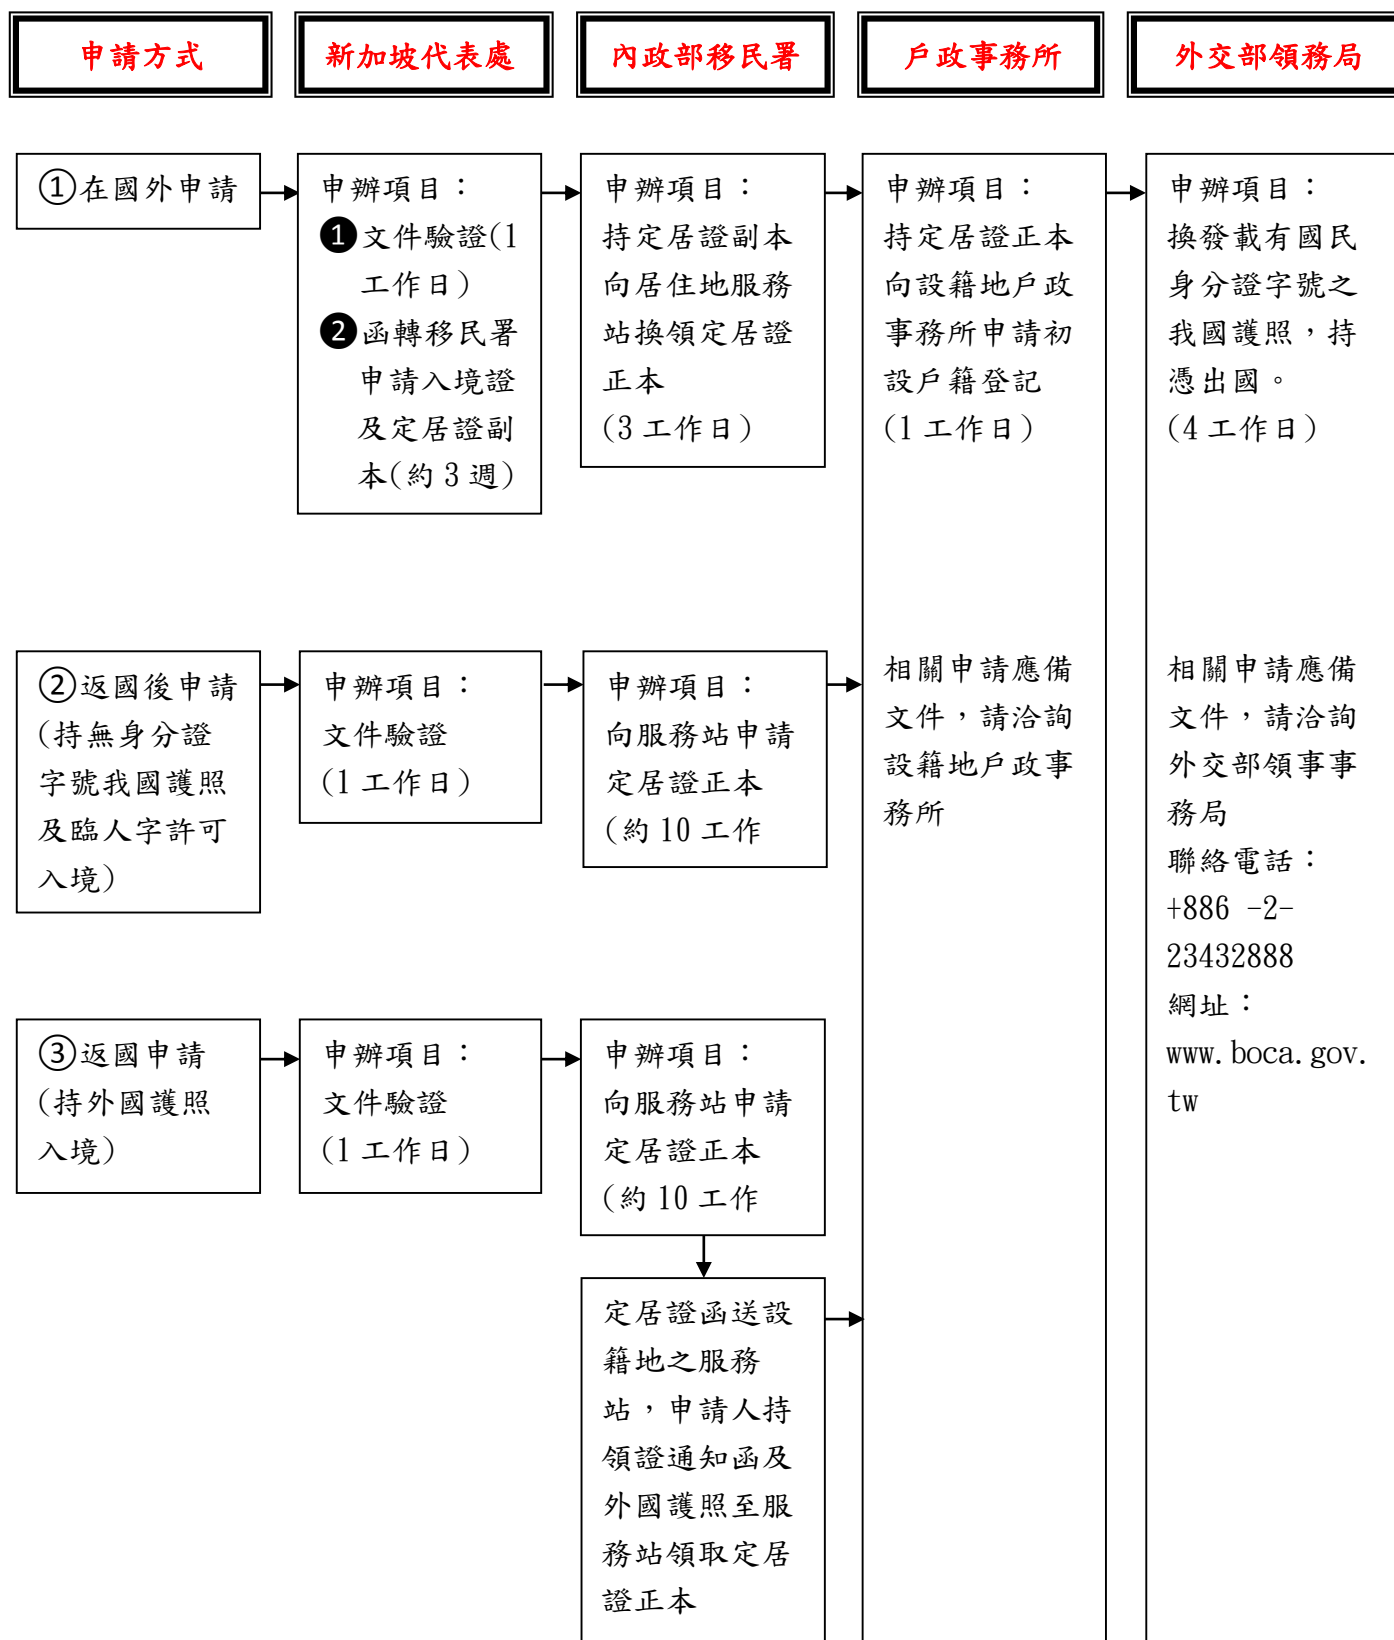 申請方式
新加坡代表處
內政部移民署
戶政事務所
外交部領務局
①在國外申請
申辦項目：
❶文件驗證(1
工作日)
❷函轉移民署
申請入境證
及定居證副
本(約 3 週)
申辦項目：
持定居證副本
向居住地服務
站換領定居證
正本
(3 工作日)
申辦項目：
持定居證正本
向設籍地戶政
事務所申請初
設戶籍登記
(1 工作日)
申辦項目：
換發載有國民
身分證字號之
我國護照，持
憑出國。
(4 工作日)
②返國後申請
(持無身分證
字號我國護照
及臨人字許可
入境)
申辦項目：
文件驗證
(1 工作日)
申辦項目：
向服務站申請
定居證正本
(約 10 工作
相關申請應備
文件，請洽詢
設籍地戶政事
務所
相關申請應備
文件，請洽詢
外交部領事事
務局
聯絡電話：
+886 -2-
23432888
網址：
www.boca.gov.
tw
③返國申請
(持外國護照
入境)
申辦項目：
文件驗證
(1 工作日)
申辦項目：
向服務站申請
定居證正本
(約 10 工作
定居證函送設
籍地之服務
站，申請人持
領證通知函及
外國護照至服
務站領取定居
證正本